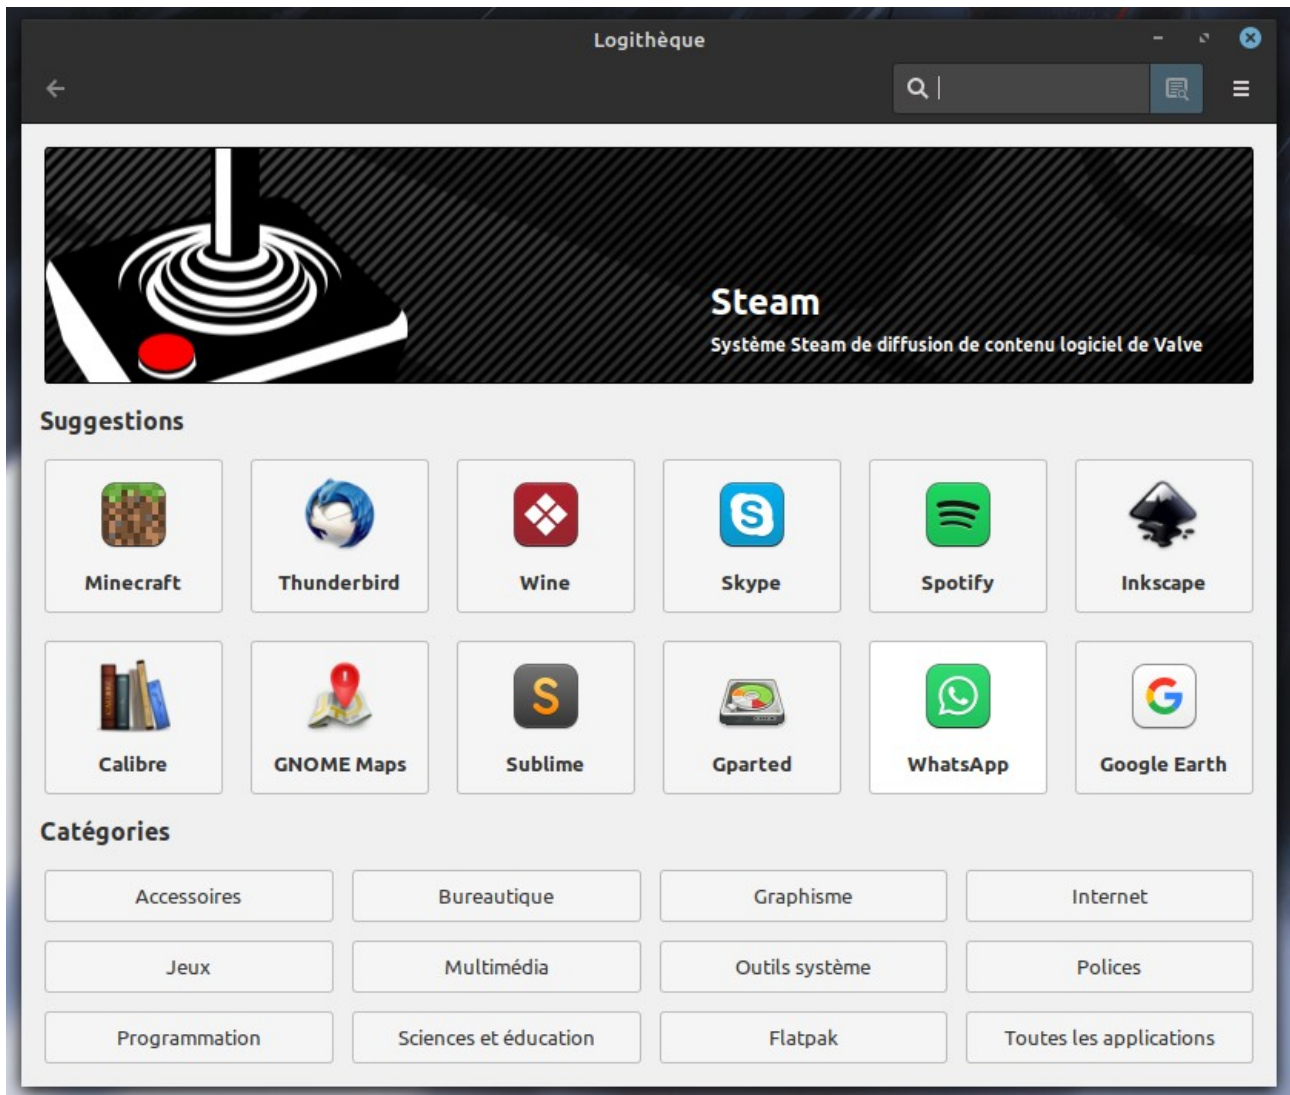 Logithèque
Steam
Système Steam de diffusion de contenu logiciel de Valve
Suggestions
Minecraft Thunderbird Wine Skype Spotify Inkscape
Calibre GNOME Maps Sublime Gparted WhatsApp Google Earth
Catégories
Accessoires Bureautique Graphisme Internet
Jeux Multimédia Outils système Polices
Programmation Sciences et éducation Flatpak Toutes les applications